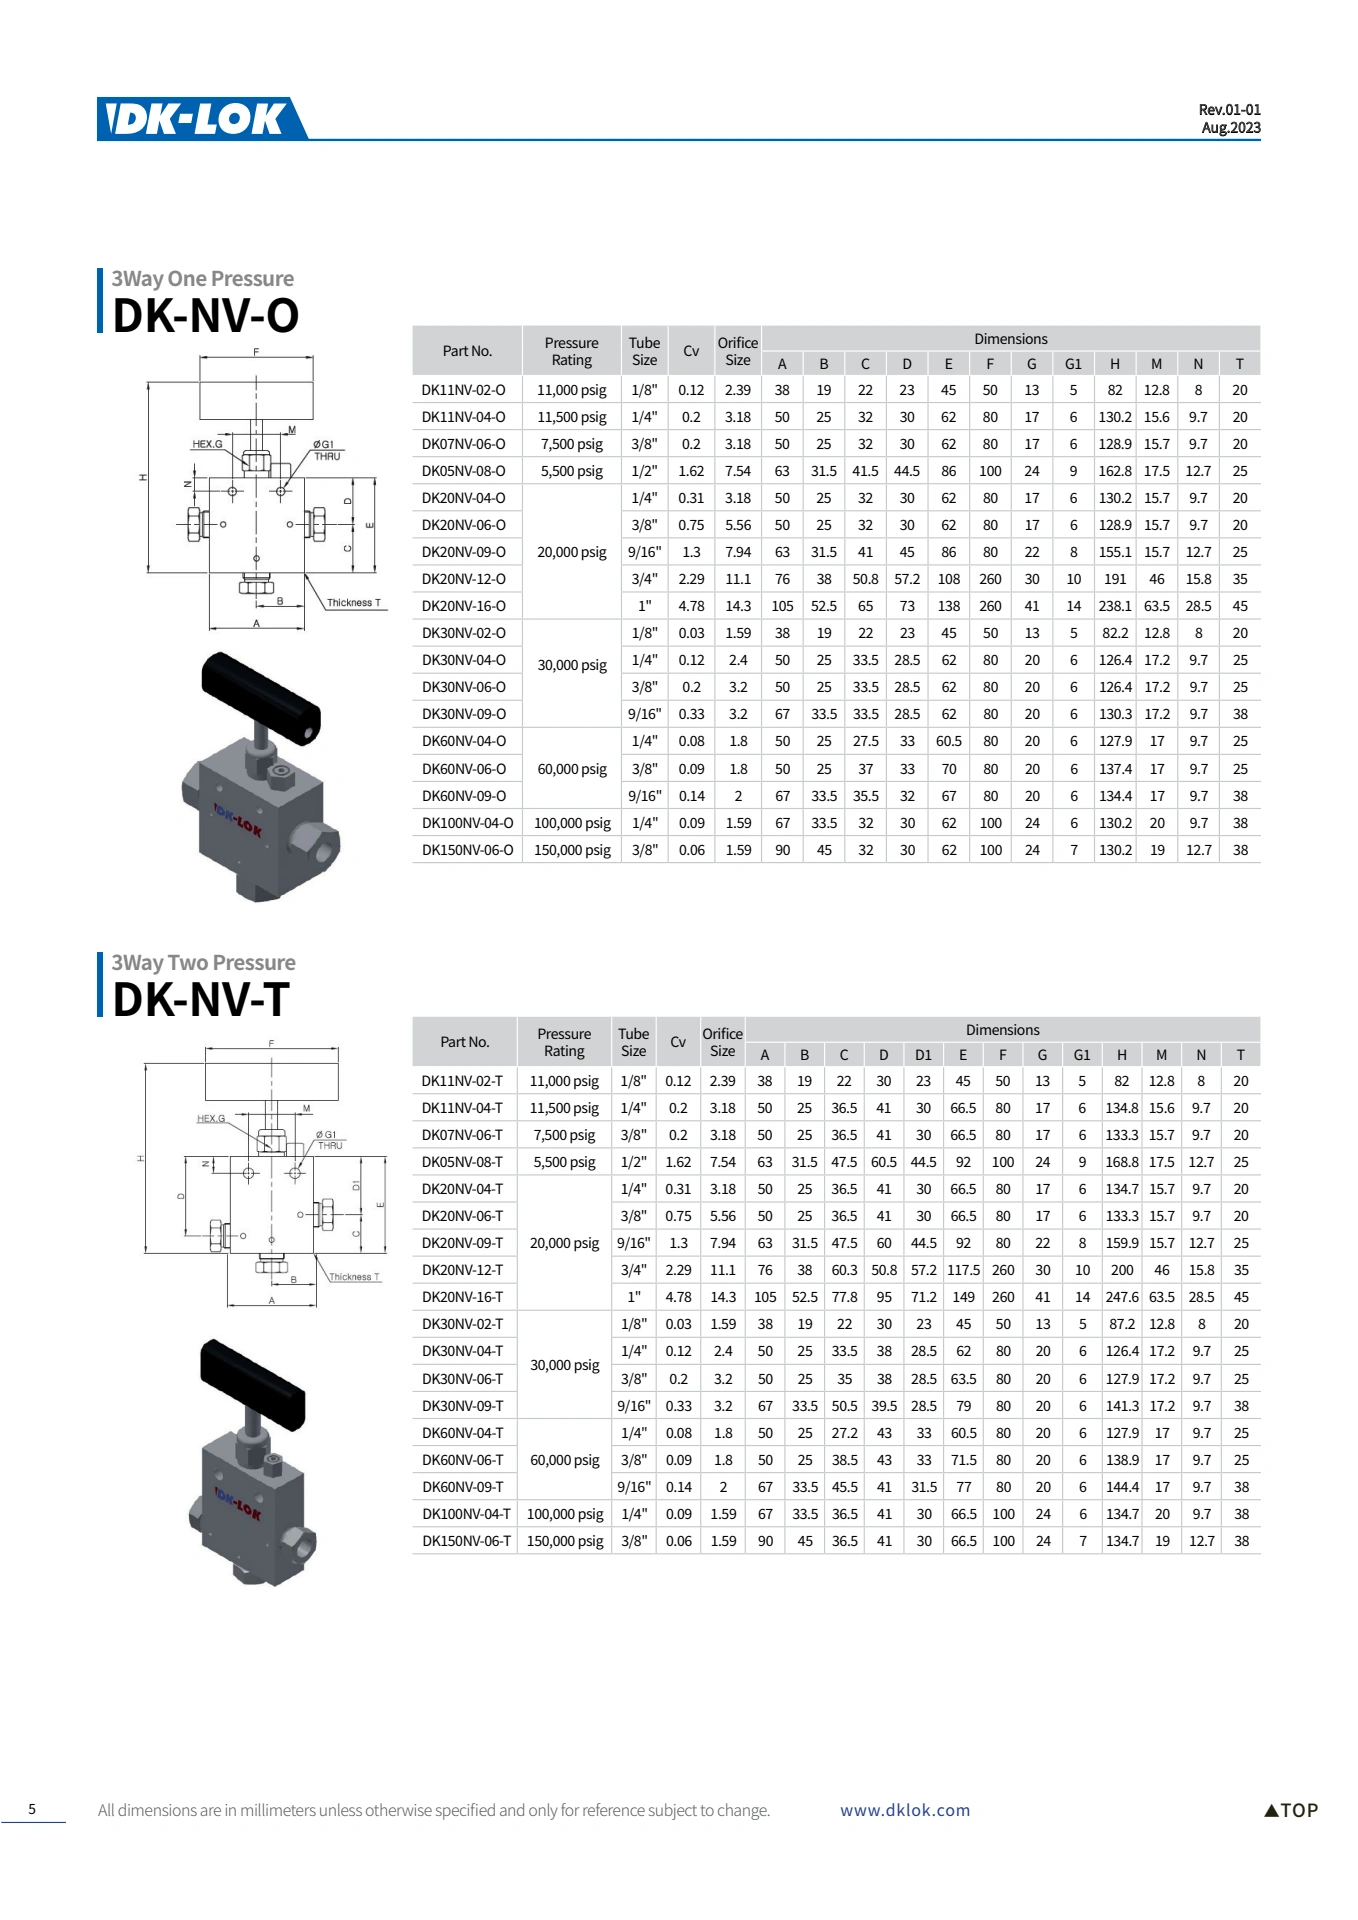 DK-LOK
Rev.01-01
Aug.2023
3Way One Pressure
DK-NV-O
F
M
HEX.G
ØG1
THRU
H
N
D
E
C
B
Thickness T
A
DK-LOK
Part No. Pressure Rating Tube Size Cv Orifice Size Dimensions
A B C D E F G G1 H M N T
DK11NV-02-O 11,000 psig 1/8" 0.12 2.39 38 19 22 23 45 50 13 5 82 12.8 8 20
DK11NV-04-O 11,500 psig 1/4" 0.2 3.18 50 25 32 30 62 80 17 6 130.2 15.6 9.7 20
DK07NV-06-O 7,500 psig 3/8" 0.2 3.18 50 25 32 30 62 80 17 6 128.9 15.7 9.7 20
DK05NV-08-O 5,500 psig 1/2" 1.62 7.54 63 31.5 41.5 44.5 86 100 24 9 162.8 17.5 12.7 25
DK20NV-04-O 1/4" 0.31 3.18 50 25 32 30 62 80 17 6 130.2 15.7 9.7 20
DK20NV-06-O 3/8" 0.75 5.56 50 25 32 30 62 80 17 6 128.9 15.7 9.7 20
DK20NV-09-O 20,000 psig 9/16" 1.3 7.94 63 31.5 41 45 86 80 22 8 155.1 15.7 12.7 25
DK20NV-12-O 3/4" 2.29 11.1 76 38 50.8 57.2 108 260 30 10 191 46 15.8 35
DK20NV-16-O 1" 4.78 14.3 105 52.5 65 73 138 260 41 14 238.1 63.5 28.5 45
DK30NV-02-O 1/8" 0.03 1.59 38 19 22 23 45 50 13 5 82.2 12.8 8 20
DK30NV-04-O 30,000 psig 1/4" 0.12 2.4 50 25 33.5 28.5 62 80 20 6 126.4 17.2 9.7 25
DK30NV-06-O 3/8" 0.2 3.2 50 25 33.5 28.5 62 80 20 6 126.4 17.2 9.7 25
DK30NV-09-O 9/16" 0.33 3.2 67 33.5 33.5 28.5 62 80 20 6 130.3 17.2 9.7 38
DK60NV-04-O 1/4" 0.08 1.8 50 25 27.5 33 60.5 80 20 6 127.9 17 9.7 25
DK60NV-06-O 60,000 psig 3/8" 0.09 1.8 50 25 37 33 70 80 20 6 137.4 17 9.7 25
DK60NV-09-O 9/16" 0.14 2 67 33.5 35.5 32 67 80 20 6 134.4 17 9.7 38
DK100NV-04-O 100,000 psig 1/4" 0.09 1.59 67 33.5 32 30 62 100 24 6 130.2 20 9.7 38
DK150NV-06-O 150,000 psig 3/8" 0.06 1.59 90 45 32 30 62 100 24 7 130.2 19 12.7 38
3Way Two Pressure
DK-NV-T
F
M
HEX.G
ØG1
THRU
H
N
D
D1
E
C
B
Thickness T
A
DK-LOK
Part No. Pressure Rating Tube Size Cv Orifice Size Dimensions
A B C D D1 E F G G1 H M N T
DK11NV-02-T 11,000 psig 1/8" 0.12 2.39 38 19 22 30 23 45 50 13 5 82 12.8 8 20
DK11NV-04-T 11,500 psig 1/4" 0.2 3.18 50 25 36.5 41 30 66.5 80 17 6 134.8 15.6 9.7 20
DK07NV-06-T 7,500 psig 3/8" 0.2 3.18 50 25 36.5 41 30 66.5 80 17 6 133.3 15.7 9.7 20
DK05NV-08-T 5,500 psig 1/2" 1.62 7.54 63 31.5 47.5 60.5 44.5 92 100 24 9 168.8 17.5 12.7 25
DK20NV-04-T 1/4" 0.31 3.18 50 25 36.5 41 30 66.5 80 17 6 134.7 15.7 9.7 20
DK20NV-06-T 3/8" 0.75 5.56 50 25 36.5 41 30 66.5 80 17 6 133.3 15.7 9.7 20
DK20NV-09-T 20,000 psig 9/16" 1.3 7.94 63 31.5 47.5 60 44.5 92 80 22 8 159.9 15.7 12.7 25
DK20NV-12-T 3/4" 2.29 11.1 76 38 60.3 50.8 57.2 117.5 260 30 10 200 46 15.8 35
DK20NV-16-T 1" 4.78 14.3 105 52.5 77.8 95 71.2 149 260 41 14 247.6 63.5 28.5 45
DK30NV-02-T 1/8" 0.03 1.59 38 19 22 30 23 45 50 13 5 87.2 12.8 8 20
DK30NV-04-T 30,000 psig 1/4" 0.12 2.4 50 25 33.5 38 28.5 62 80 20 6 126.4 17.2 9.7 25
DK30NV-06-T 3/8" 0.2 3.2 50 25 35 38 28.5 63.5 80 20 6 127.9 17.2 9.7 25
DK30NV-09-T 9/16" 0.33 3.2 67 33.5 50.5 39.5 28.5 79 80 20 6 141.3 17.2 9.7 38
DK60NV-04-T 1/4" 0.08 1.8 50 25 27.2 43 33 60.5 80 20 6 127.9 17 9.7 25
DK60NV-06-T 60,000 psig 3/8" 0.09 1.8 50 25 38.5 43 33 71.5 80 20 6 138.9 17 9.7 25
DK60NV-09-T 9/16" 0.14 2 67 33.5 45.5 41 31.5 77 80 20 6 144.4 17 9.7 38
DK100NV-04-T 100,000 psig 1/4" 0.09 1.59 67 33.5 36.5 41 30 66.5 100 24 6 134.7 20 9.7 38
DK150NV-06-T 150,000 psig 3/8" 0.06 1.59 90 45 36.5 41 30 66.5 100 24 7 134.7 19 12.7 38
5 All dimensions are in millimeters unless otherwise specified and only for reference subject to change. www.dklok.com ▲TOP